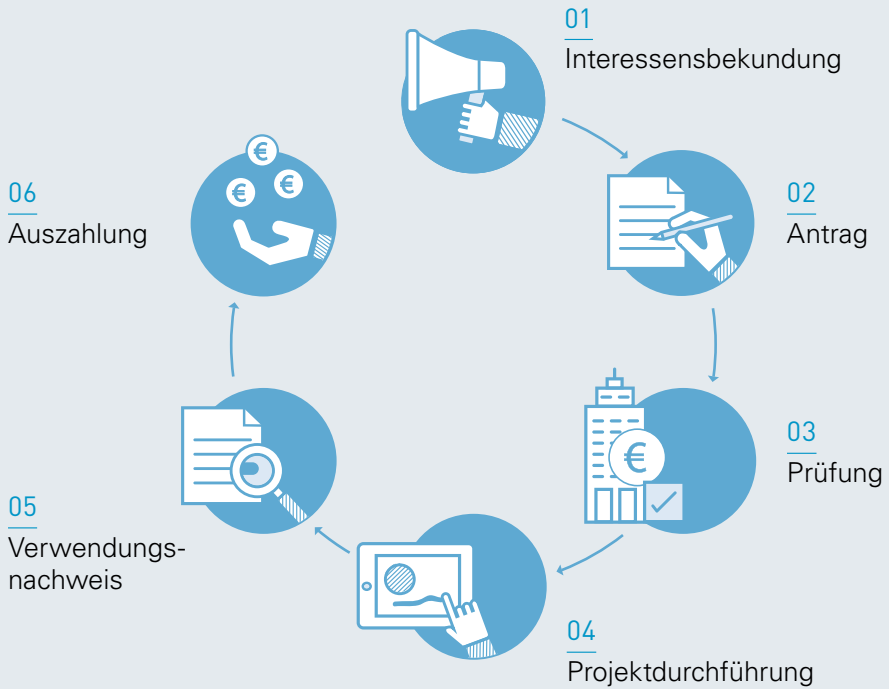 01
Interessensbekundung
02
Antrag
03
Prüfung
04
Projektdurchführung
05
Verwendungs-
nachweis
06
Auszahlung
€
€
€
€